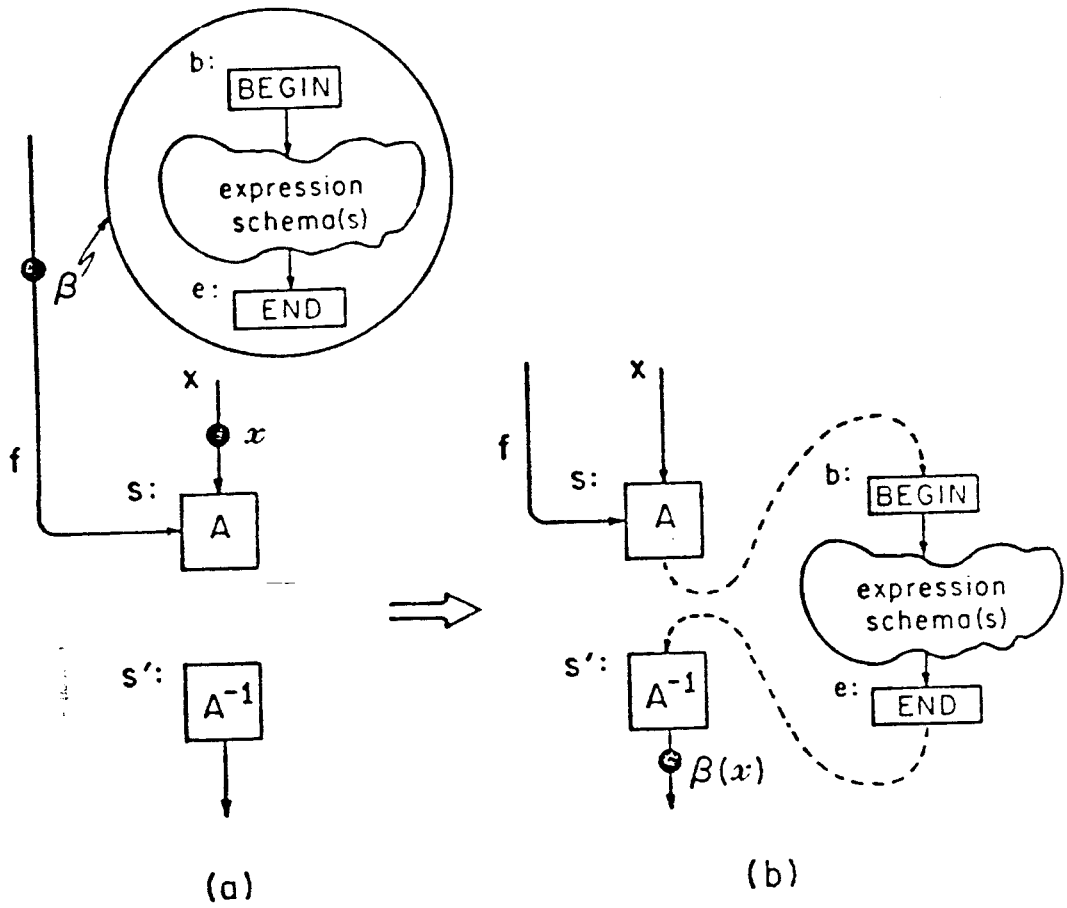 b:
BEGIN
expression
schema(s)
β
e:
END
x
x
f
s:
A
s':
A⁻¹
(a)
x
f
s:
A
b:
BEGIN
expression
schema(s)
s':
A⁻¹
e:
END
β(x)
(b)